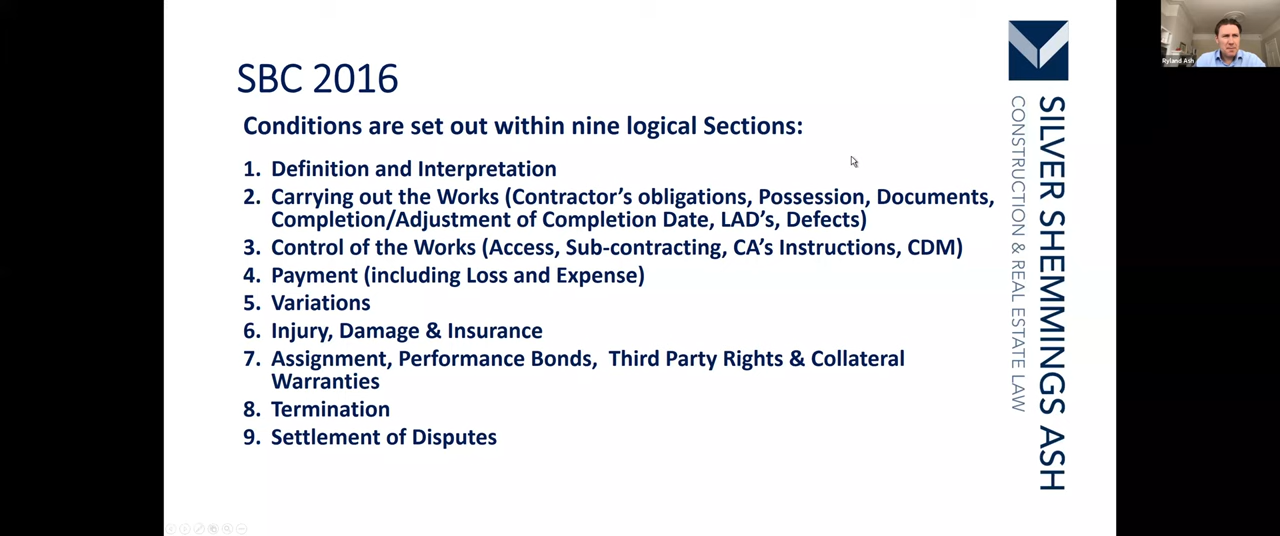 SBC 2016
Conditions are set out within nine logical Sections:
1. Definition and Interpretation
2. Carrying out the Works (Contractor's obligations, Possession, Documents,
Completion/Adjustment of Completion Date, LAD's, Defects)
3. Control of the Works (Access, Sub-contracting, CA's Instructions, CDM)
4. Payment (including Loss and Expense)
5. Variations
6. Injury, Damage & Insurance
7. Assignment, Performance Bonds,  Third Party Rights & Collateral
Warranties
8. Termination
9. Settlement of Disputes
SILVER SHEMMINGS ASH
CONSTRUCTION & REAL ESTATE LAW
Ryland Ash